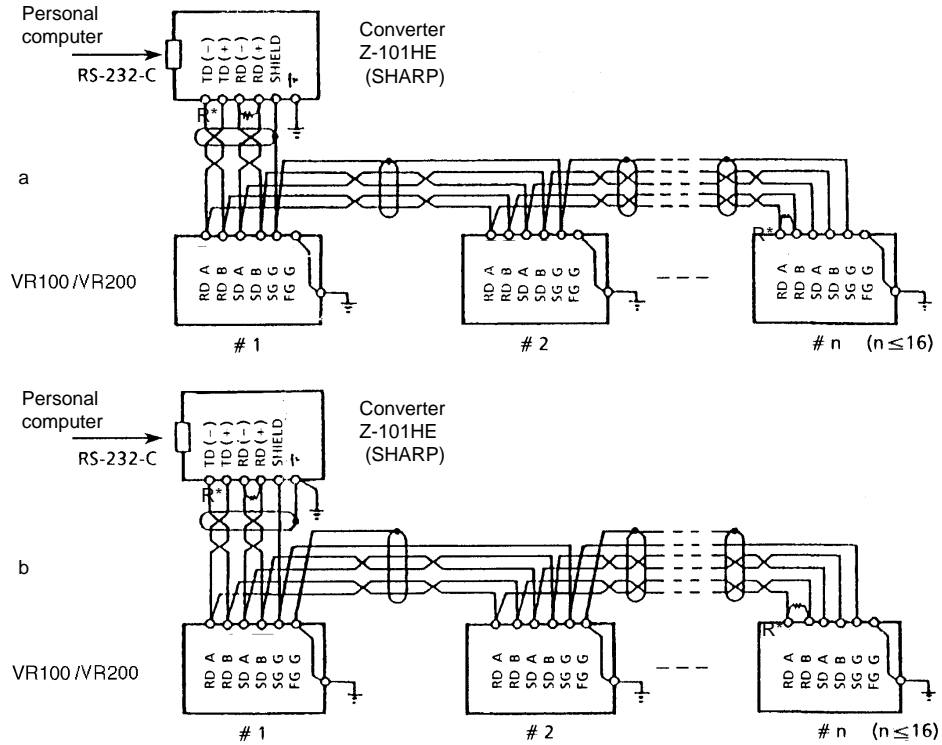 Personal
computer
RS-232-C
TD (−)
TD (+)
RD (−)
RD (+)
SHIELD
Converter
Z-101HE
(SHARP)
R*
a
VR100/VR200
RD A
RD B
SD A
SD B
SG G
FG G
# 1
RD A
RD B
SD A
SD B
SG G
FG G
# 2
R*
RD A
RD B
SD A
SD B
SG G
FG G
# n (n≤16)
Personal
computer
RS-232-C
TD (−)
TD (+)
RD (−)
RD (+)
SHIELD
Converter
Z-101HE
(SHARP)
R*
b
VR100/VR200
RD A
RD B
SD A
SD B
SG G
FG G
# 1
RD A
RD B
SD A
SD B
SG G
FG G
# 2
R*
RD A
RD B
SD A
SD B
SG G
FG G
# n (n≤16)